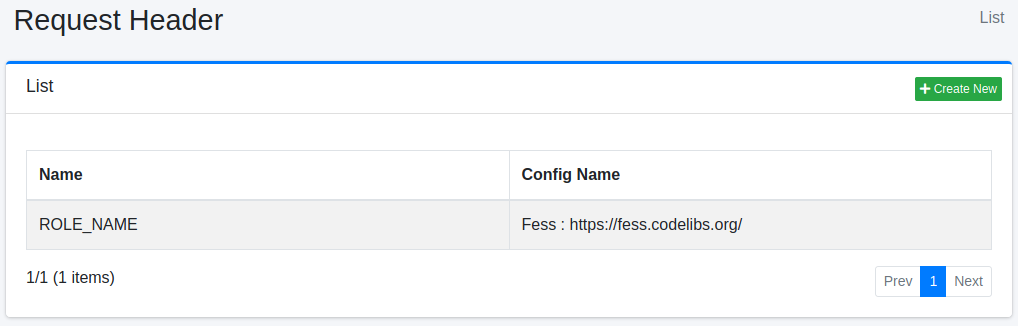 Request Header
List
List
Create New
Name Config Name
ROLE_NAME Fess : https://fess.codelibs.org/
1/1 (1 items)
Prev 1 Next